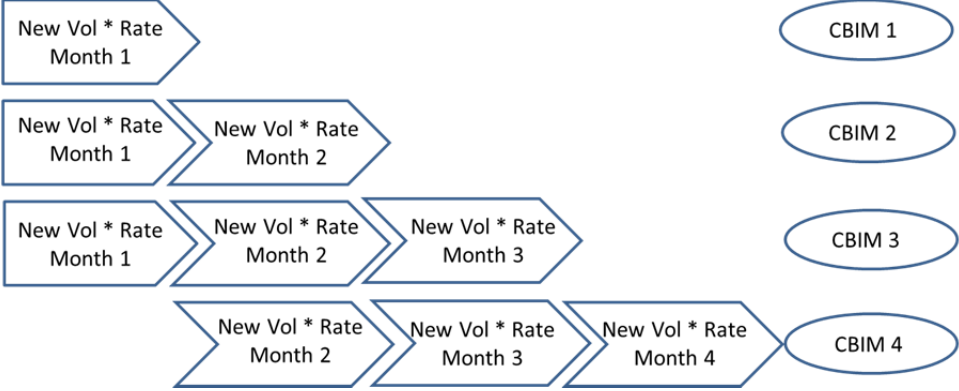 New Vol * Rate
Month 1
CBIM 1
New Vol * Rate
Month 1
New Vol * Rate
Month 2
CBIM 2
New Vol * Rate
Month 1
New Vol * Rate
Month 2
New Vol * Rate
Month 3
CBIM 3
New Vol * Rate
Month 2
New Vol * Rate
Month 3
New Vol * Rate
Month 4
CBIM 4